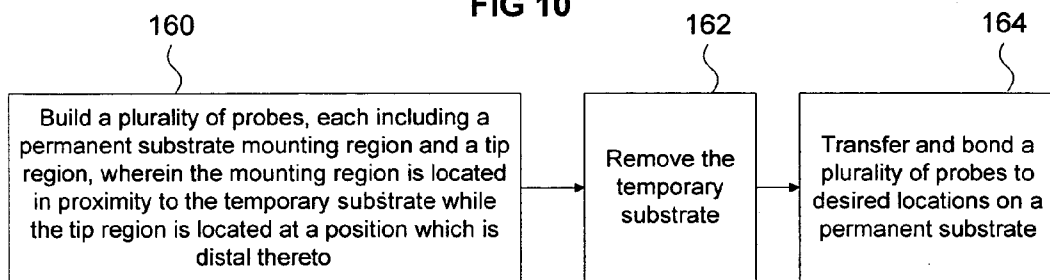 FIG 10
160
162
164
Build a plurality of probes, each including a
permanent substrate mounting region and a tip
region, wherein the mounting region is located
in proximity to the temporary substrate while
the tip region is located at a position which is
distal thereto
Remove the
temporary
substrate
Transfer and bond a
plurality of probes to
desired locations on a
permanent substrate